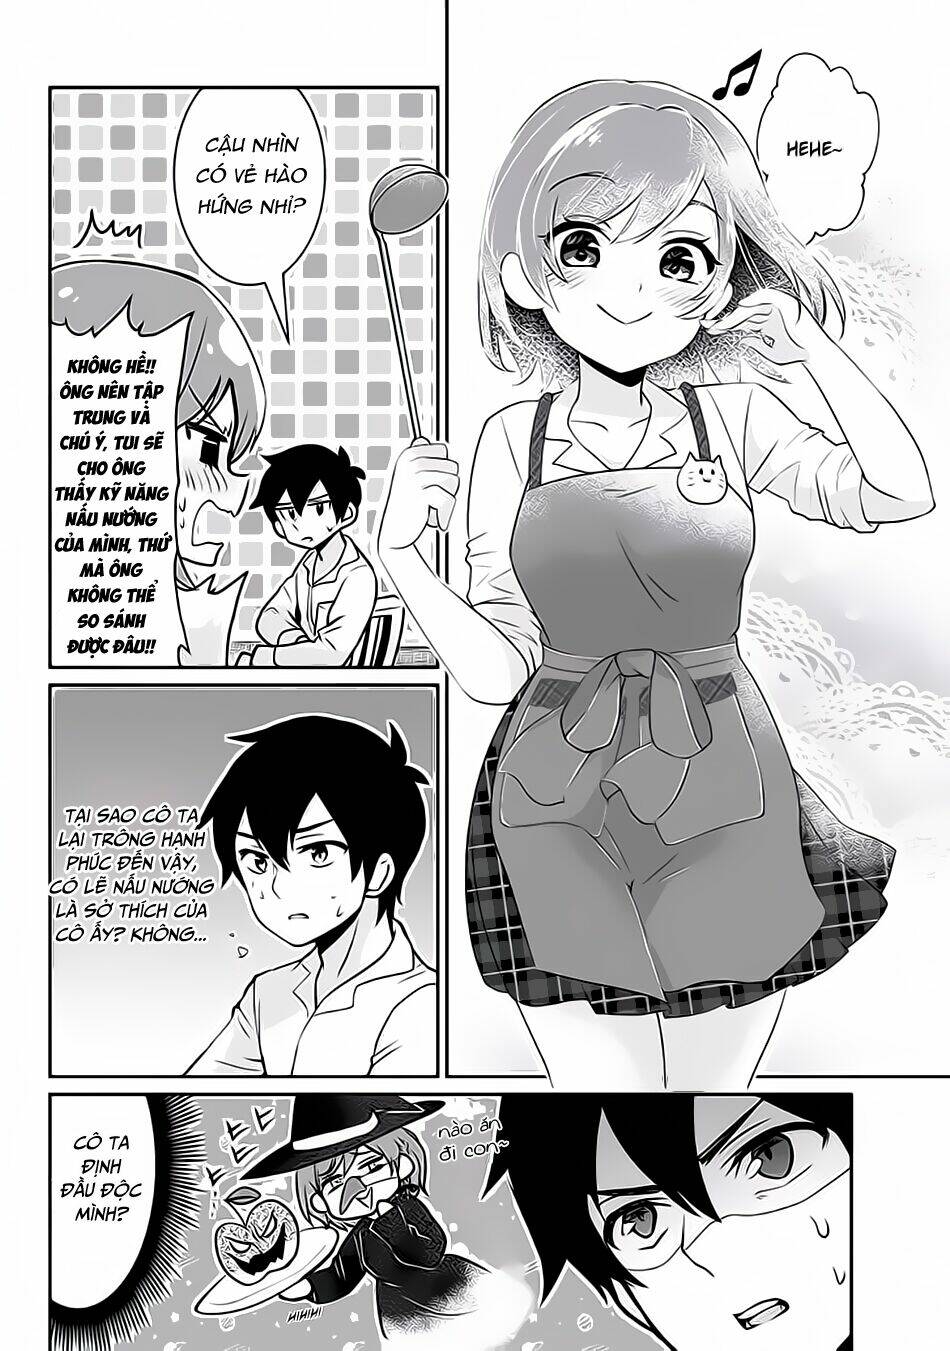 HEHE~
CẬU NHÌN
CÓ VẺ HÀO
HỨNG NHỈ?
KHÔNG HỀ!!
ÔNG NÊN TẬP
TRUNG VÀ
CHÚ Ý, TUI SẼ
CHO ÔNG
THẤY KỸ NĂNG
NẤU NƯỚNG
CỦA MÌNH, THỨ
MÀ ÔNG
KHÔNG THỂ
SO SÁNH
ĐƯỢC ĐÂU!!
TẠI SAO CÔ TA
LẠI TRÔNG HẠNH
PHÚC ĐẾN VẬY,
CÓ LẼ NẤU NƯỚNG
LÀ SỞ THÍCH CỦA
CÔ ẤY? KHÔNG...
nào ăn
đi con~
HIHIHI
CÔ TA
ĐỊNH
ĐẦU ĐỘC
MÌNH?